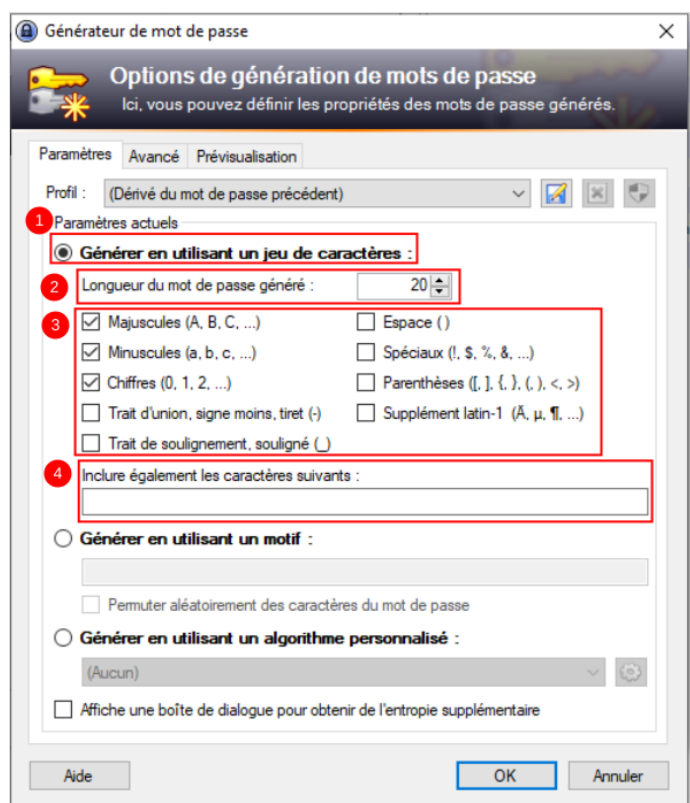 Générateur de mot de passe
Options de génération de mots de passe
Ici, vous pouvez définir les propriétés des mots de passe générés.
Paramètres Avancé Prévisualisation
Profil : (Dérivé du mot de passe précédent)
1 Paramètres actuels
Générer en utilisant un jeu de caractères :
2 Longueur du mot de passe généré : 20
3 Majuscules (A, B, C, ...) Espace ( )
Minuscules (a, b, c, ...) Spéciaux (!, $, %, &, ...)
Chiffres (0, 1, 2, ...) Parenthèses ([, ], {, }, (, ), <, >)
Trait d'union, signe moins, tiret (-) Supplément latin-1 (Ä, µ, ¶, ...)
Trait de soulignement, souligné (_)
4 Inclure également les caractères suivants :
Générer en utilisant un motif :
Permuter aléatoirement des caractères du mot de passe
Générer en utilisant un algorithme personnalisé :
(Aucun)
Affiche une boîte de dialogue pour obtenir de l'entropie supplémentaire
Aide OK Annuler